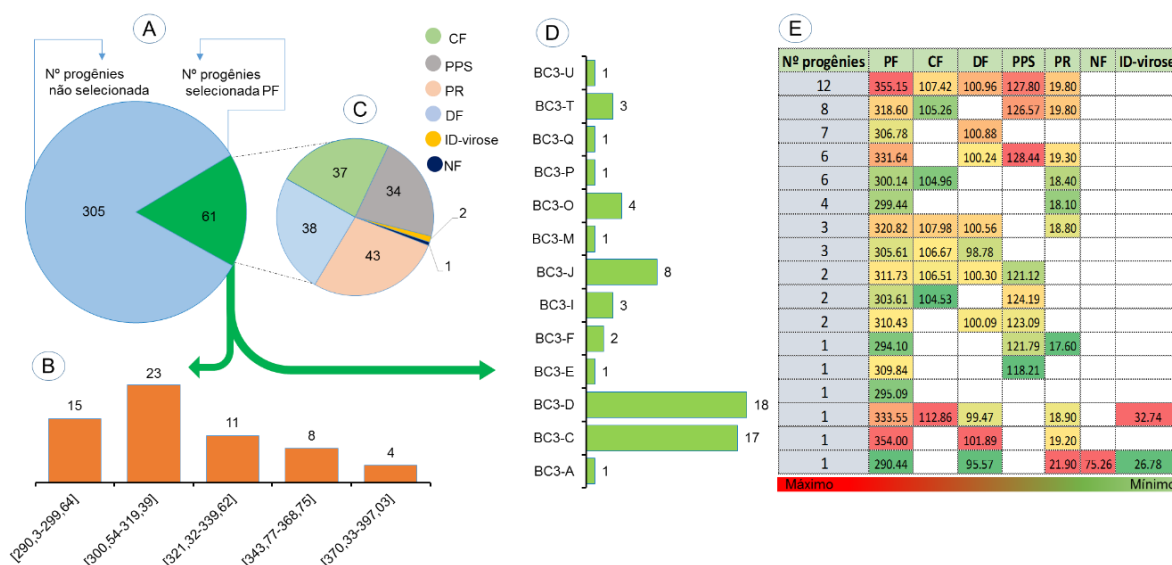 A
Nº progênies
não selecionada
Nº progênies
selecionada PF
305
61
CF
PPS
PR
DF
ID-virose
NF
C
37
34
38
43
2
1
B
15
23
11
8
4
[290,3-299,64]
[300,54-319,39]
[321,32-339,62]
[343,77-368,75]
[370,33-397,03]
D
BC3-U 1
BC3-T 3
BC3-Q 1
BC3-P 1
BC3-O 4
BC3-M 1
BC3-J 8
BC3-I 3
BC3-F 2
BC3-E 1
BC3-D 18
BC3-C 17
BC3-A 1
E
Nº progênies PF CF DF PPS PR NF ID-virose
12 355.15 107.42 100.96 127.80 19.80
8 318.60 105.26 126.57 19.80
7 306.78 100.88
6 331.64 100.24 128.44 19.30
6 300.14 104.96 18.40
4 299.44 18.10
3 320.82 107.98 100.56 18.80
3 305.61 106.67 98.78
2 311.73 106.51 100.30 121.12
2 303.61 104.53 124.19
2 310.43 100.09 123.09
1 294.10 121.79 17.60
1 309.84 118.21
1 295.09
1 333.55 112.86 99.47 18.90 32.74
1 354.00 101.89 19.20
1 290.44 95.57 21.90 75.26 26.78
Máximo Mínimo